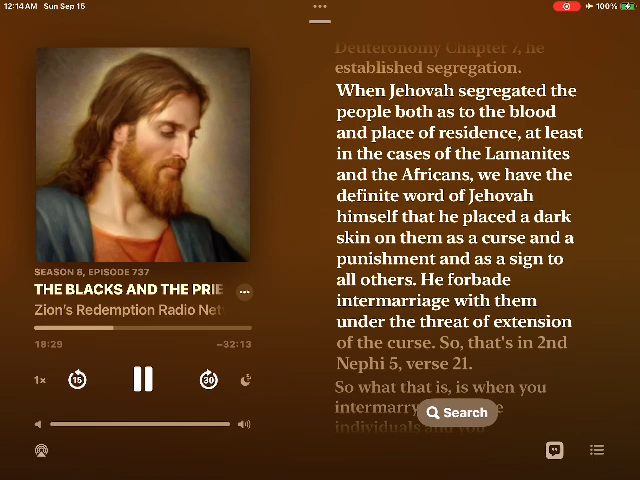 12:14 AM Sun Sep 15
100%
SEASON 8, EPISODE 737
THE BLACKS AND THE PRIE
Zion's Redemption Radio Net
18:29
-32:13
1×
15
30
Deuteronomy Chapter 7, he
established segregation.
When Jehovah segregated the
people both as to the blood
and place of residence, at least
in the cases of the Lamanites
and the Africans, we have the
definite word of Jehovah
himself that he placed a dark
skin on them as a curse and a
punishment and as a sign to
all others. He forbade
intermarriage with them
under the threat of extension
of the curse. So, that's in 2nd
Nephi 5, verse 21.
So what that is, is when you
intermarry
Search
individuals and you